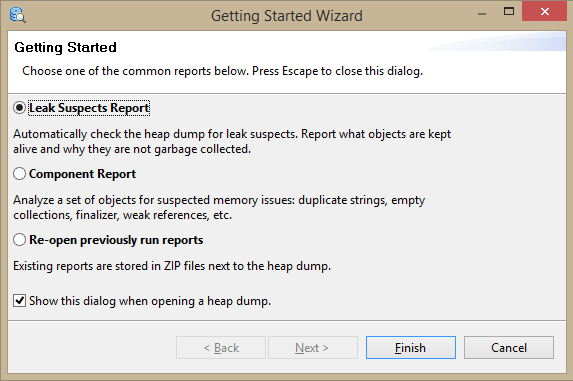 Getting Started Wizard
Getting Started
Choose one of the common reports below. Press Escape to close this dialog.
Leak Suspects Report
Automatically check the heap dump for leak suspects. Report what objects are kept
alive and why they are not garbage collected.
Component Report
Analyze a set of objects for suspected memory issues: duplicate strings, empty
collections, finalizer, weak references, etc.
Re-open previously run reports
Existing reports are stored in ZIP files next to the heap dump.
Show this dialog when opening a heap dump.
< Back
Next >
Finish
Cancel